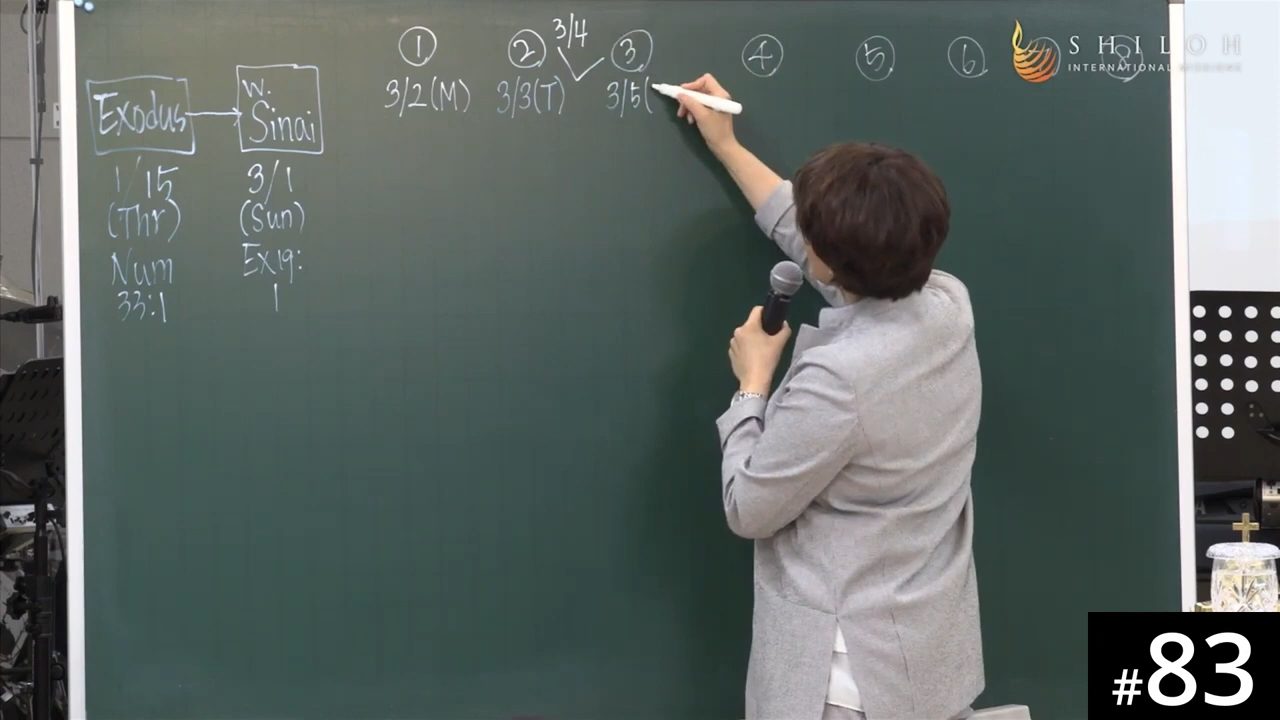 ① ② 3/4 ③ ④ ⑤ ⑥
3/2(M) 3/3(T) 3/5(
Exodus
W.
Sinai
1/15
(Thr)
Num
33:1
3/1
(Sun)
Ex19:
1
SHILOH
INTERNATIONAL MISSIONS
#83